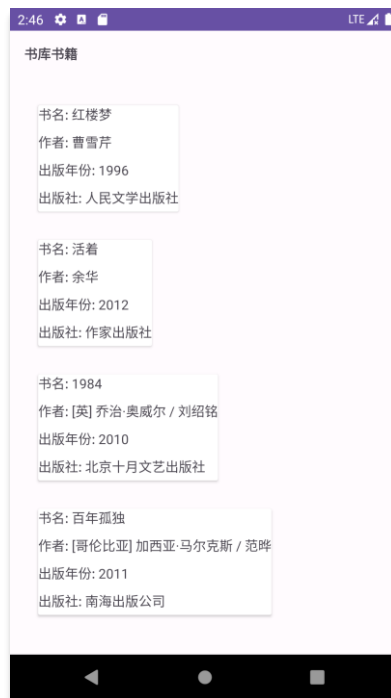 2:46
LTE
书库书籍
书名: 红楼梦
作者: 曹雪芹
出版年份: 1996
出版社: 人民文学出版社
书名: 活着
作者: 余华
出版年份: 2012
出版社: 作家出版社
书名: 1984
作者: [英] 乔治·奥威尔 / 刘绍铭
出版年份: 2010
出版社: 北京十月文艺出版社
书名: 百年孤独
作者: [哥伦比亚] 加西亚·马尔克斯 / 范晔
出版年份: 2011
出版社: 南海出版公司